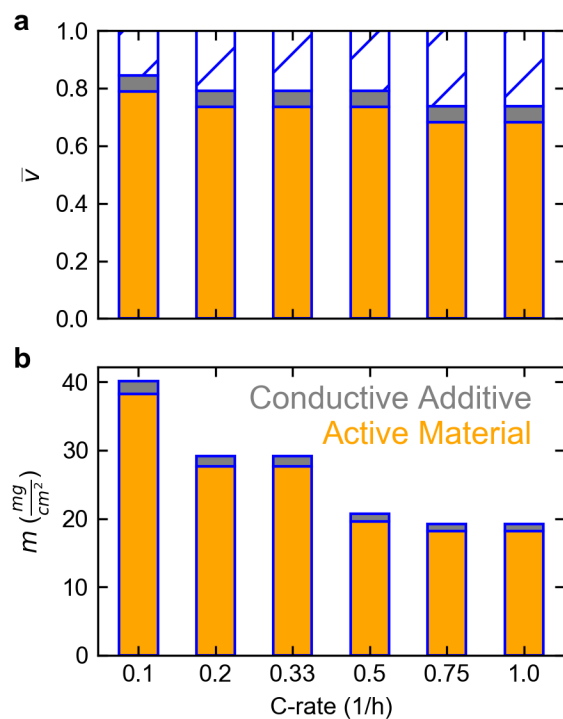 a
1.0
0.8
0.6
0.4
0.2
0.0
v̅
b
40
30
20
10
0
m (mg/cm²)
Conductive Additive
Active Material
0.1 0.2 0.33 0.5 0.75 1.0
C-rate (1/h)